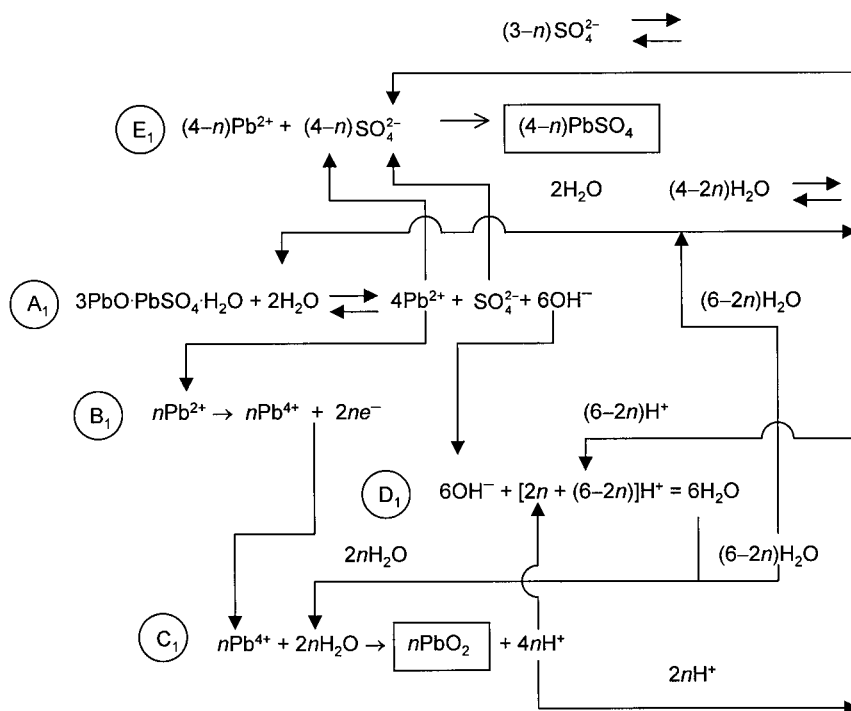 (3–n)SO₄²⁻
E₁ (4–n)Pb²⁺ + (4–n)SO₄²⁻ → (4–n)PbSO₄
2H₂O (4–2n)H₂O
A₁ 3PbO·PbSO₄·H₂O + 2H₂O ⇌ 4Pb²⁺ + SO₄²⁻ + 6OH⁻ (6–2n)H₂O
B₁ nPb²⁺ → nPb⁴⁺ + 2ne⁻ (6–2n)H⁺
D₁ 6OH⁻ + [2n + (6–2n)]H⁺ = 6H₂O
2nH₂O (6–2n)H₂O
C₁ nPb⁴⁺ + 2nH₂O → nPbO₂ + 4nH⁺
2nH⁺